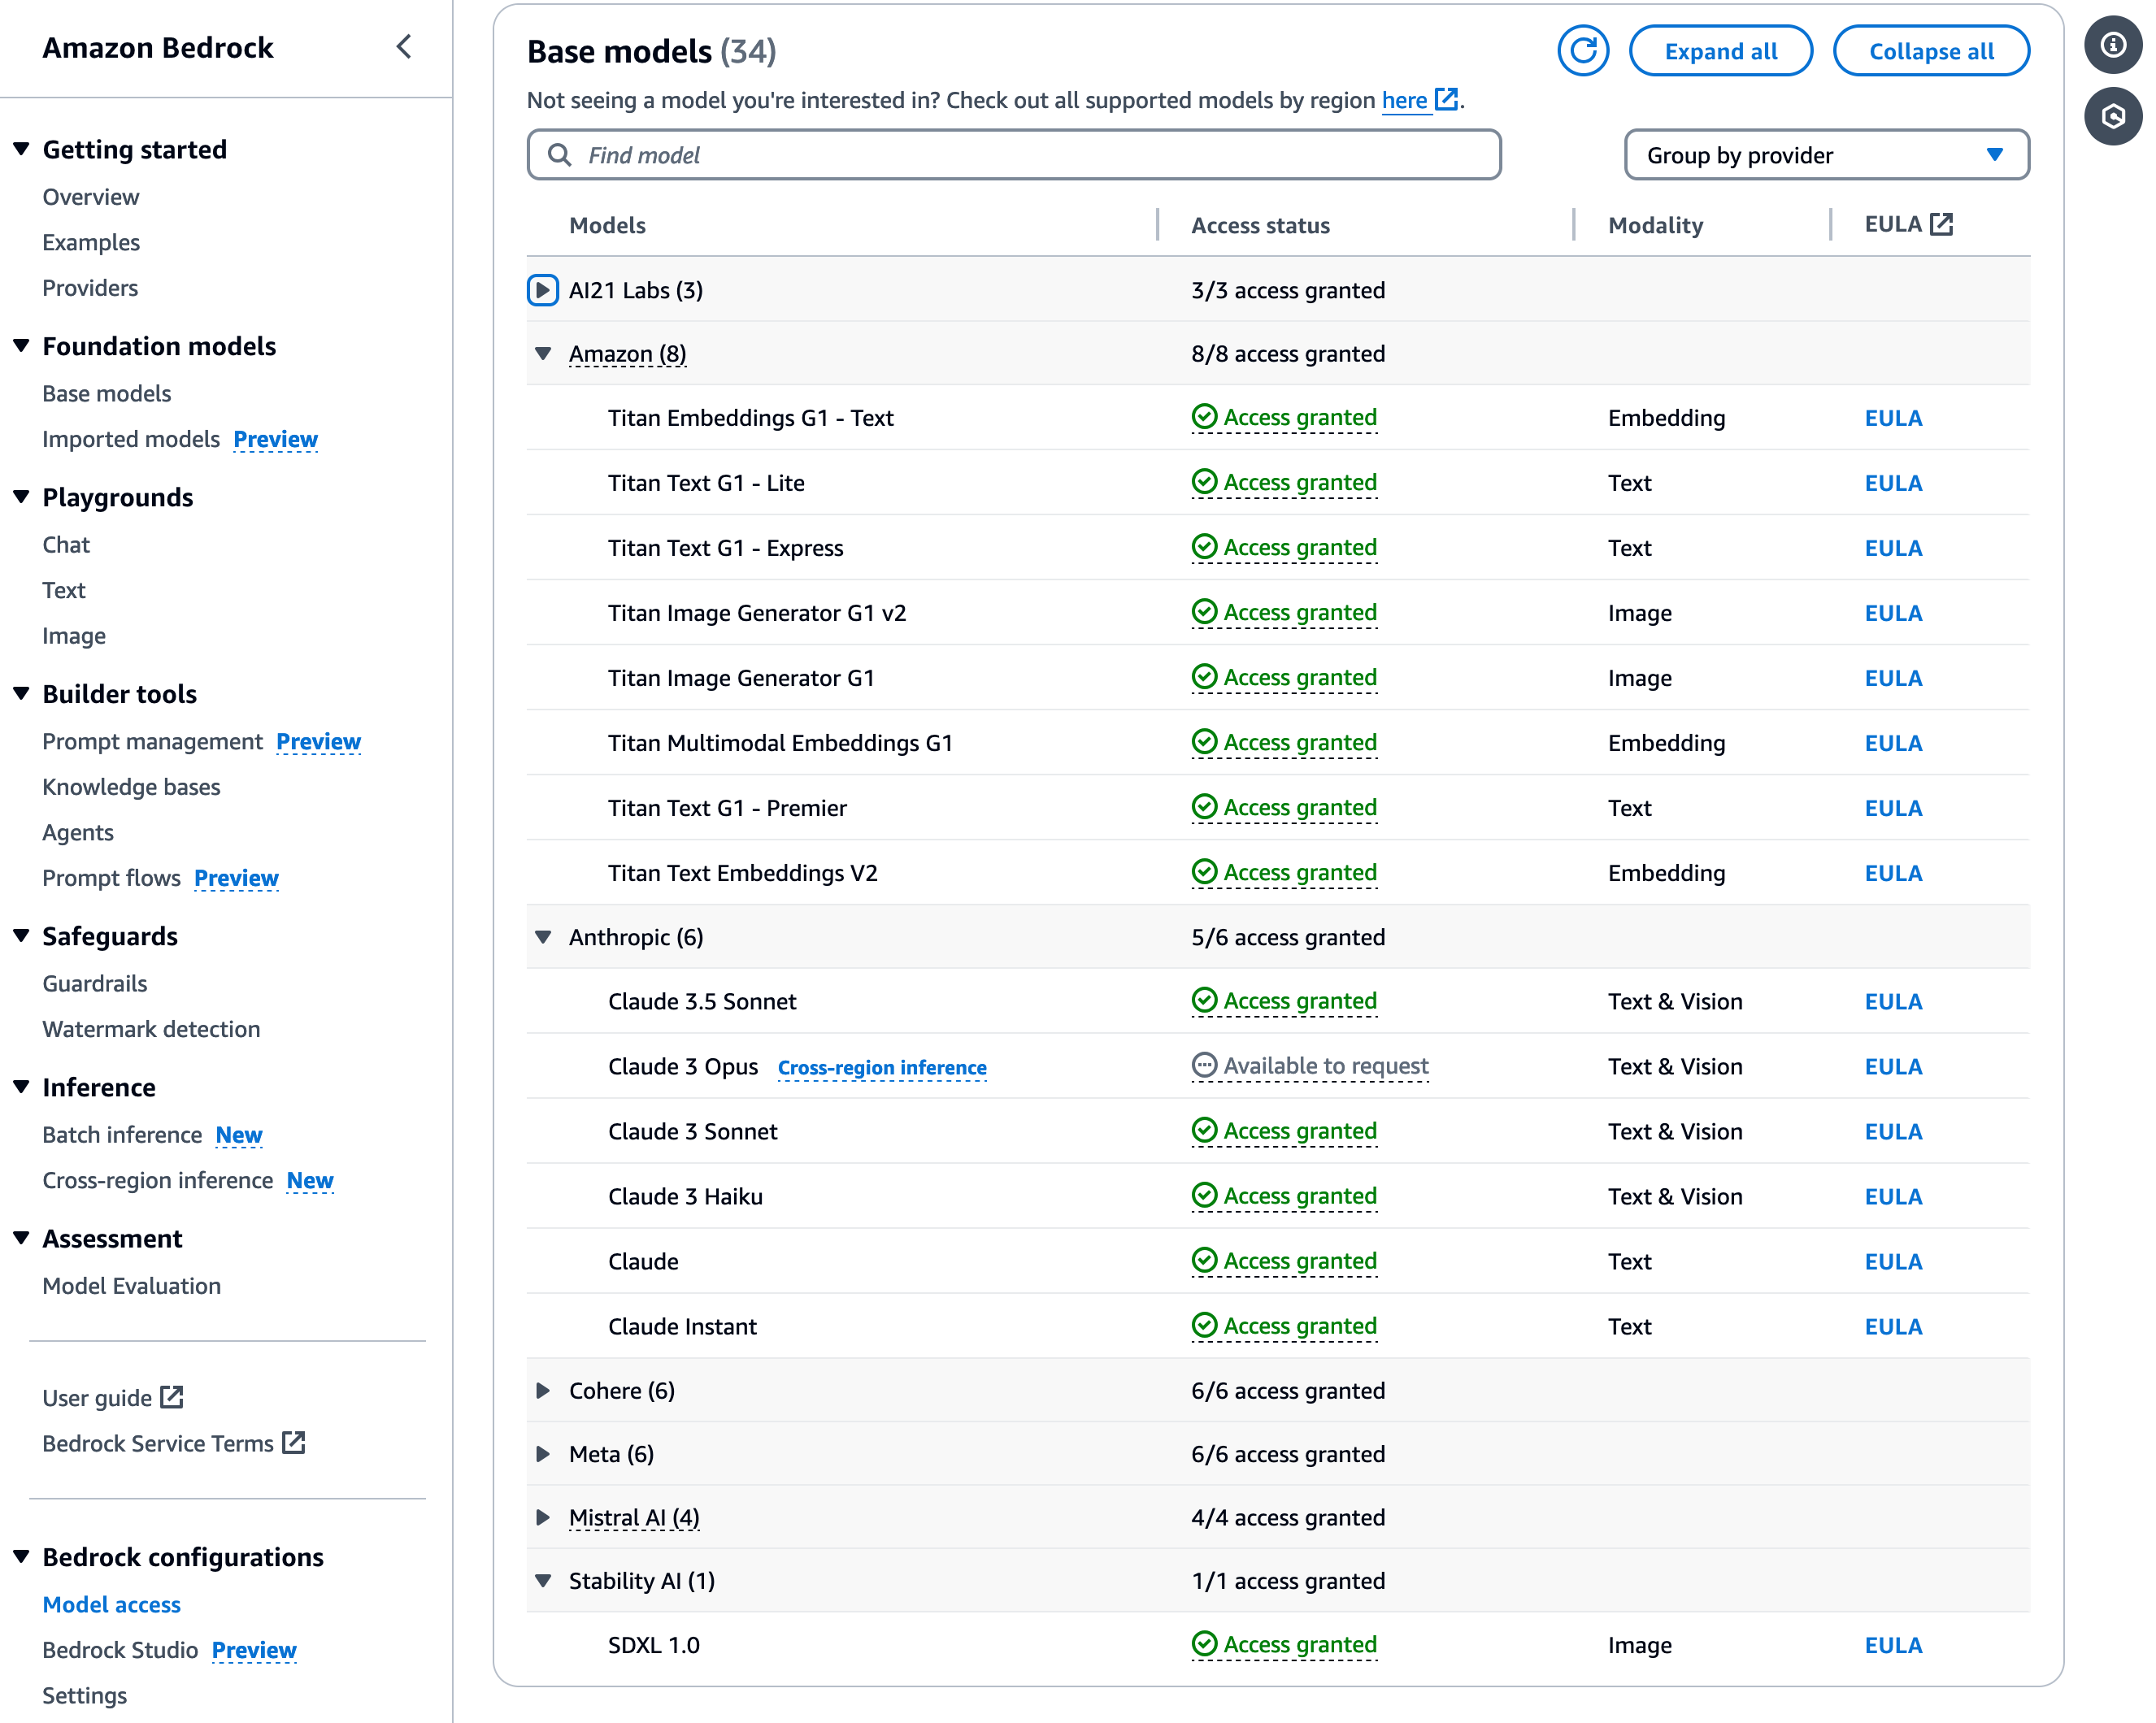 Amazon Bedrock
Getting started
Overview
Examples
Providers
Foundation models
Base models
Imported models Preview
Playgrounds
Chat
Text
Image
Builder tools
Prompt management Preview
Knowledge bases
Agents
Prompt flows Preview
Safeguards
Guardrails
Watermark detection
Inference
Batch inference New
Cross-region inference New
Assessment
Model Evaluation
User guide
Bedrock Service Terms
Bedrock configurations
Model access
Bedrock Studio Preview
Settings
Base models (34)
Expand all
Collapse all
Not seeing a model you're interested in? Check out all supported models by region here.
Find model
Group by provider
Models Access status Modality EULA
AI21 Labs (3) 3/3 access granted
Amazon (8) 8/8 access granted
Titan Embeddings G1 - Text Access granted Embedding EULA
Titan Text G1 - Lite Access granted Text EULA
Titan Text G1 - Express Access granted Text EULA
Titan Image Generator G1 v2 Access granted Image EULA
Titan Image Generator G1 Access granted Image EULA
Titan Multimodal Embeddings G1 Access granted Embedding EULA
Titan Text G1 - Premier Access granted Text EULA
Titan Text Embeddings V2 Access granted Embedding EULA
Anthropic (6) 5/6 access granted
Claude 3.5 Sonnet Access granted Text & Vision EULA
Claude 3 Opus Cross-region inference Available to request Text & Vision EULA
Claude 3 Sonnet Access granted Text & Vision EULA
Claude 3 Haiku Access granted Text & Vision EULA
Claude Access granted Text EULA
Claude Instant Access granted Text EULA
Cohere (6) 6/6 access granted
Meta (6) 6/6 access granted
Mistral AI (4) 4/4 access granted
Stability AI (1) 1/1 access granted
SDXL 1.0 Access granted Image EULA